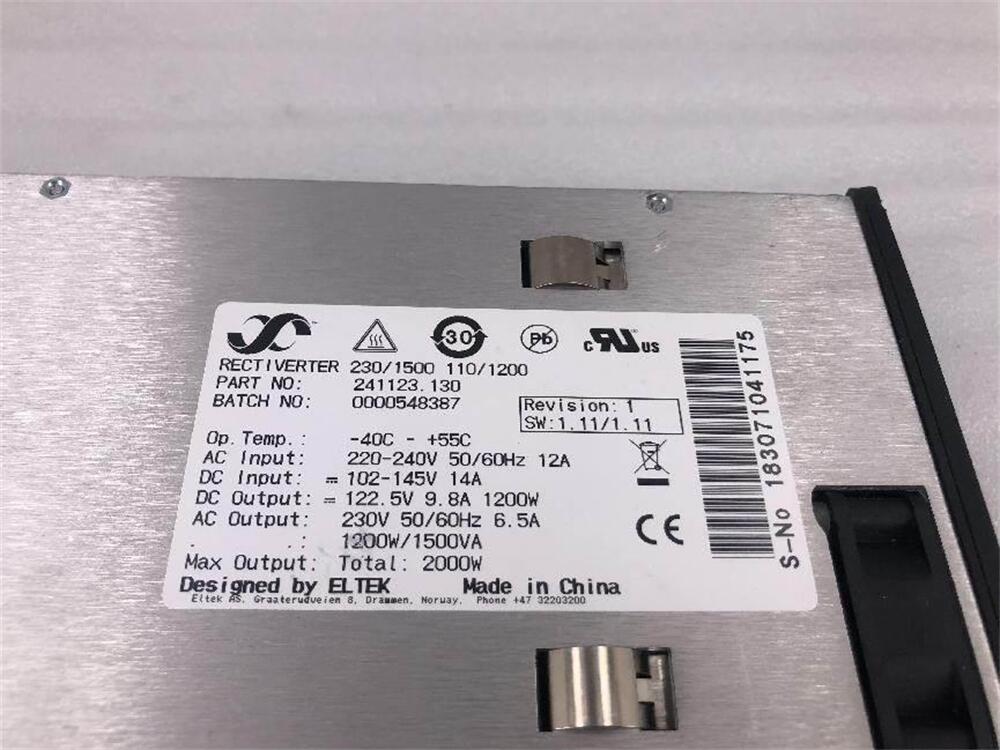 30
Pb
c RU US
RECTIVERTER 230/1500 110/1200
PART NO: 241123.130
BATCH NO: 0000548387
Revision: 1
SW:1.11/1.11
Op.Temp.: -40C - +55C
AC Input: 220-240V 50/60Hz 12A
DC Input: ⎓ 102-145V 14A
DC Output: ⎓ 122.5V 9.8A 1200W
AC Output: 230V 50/60Hz 6.5A
. .: 1200W/1500VA
Max Output: Total: 2000W
Designed by ELTEK Made in China
Eltek AS. Graaterudveien 8, Drammen, Norway. Phone +47 32203200
CE
S-No 183071041175